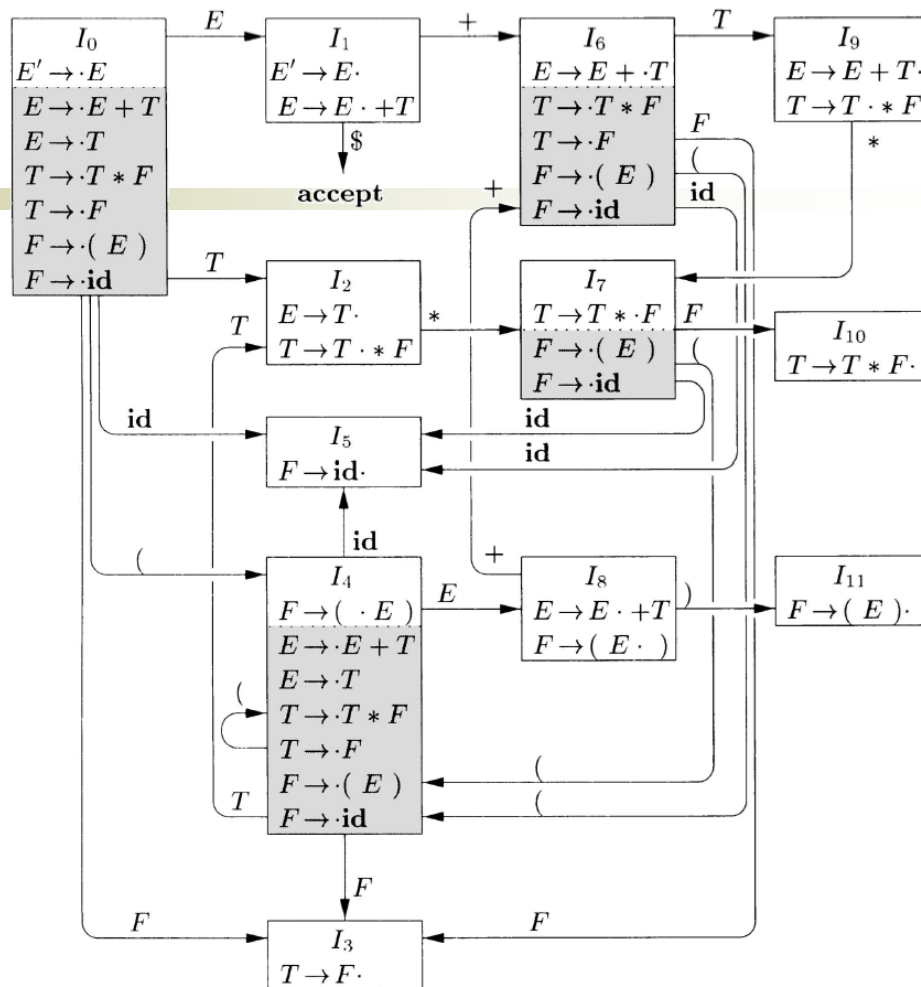 I₀
E' → ·E
E → ·E + T
E → ·T
T → ·T * F
T → ·F
F → ·( E )
F → ·id
E
I₁
E' → E·
E → E · +T
$
accept
+
I₆
E → E + ·T
T → ·T * F
T → ·F
F → ·( E )
F → ·id
T
I₉
E → E + T·
T → T · * F
*
F
(
id
+
T
I₂
E → T·
T → T · * F
T
*
I₇
T → T * ·F
F → ·( E )
F → ·id
F
(
I₁₀
T → T * F·
id
I₅
F → id·
id
id
id
(
I₄
F → ( · E )
E → ·E + T
E → ·T
T → ·T * F
T → ·F
F → ·( E )
F → ·id
(
T
E
+
I₈
E → E · +T
F → ( E · )
)
I₁₁
F → ( E )·
(
(
F
F
I₃
T → F·
F